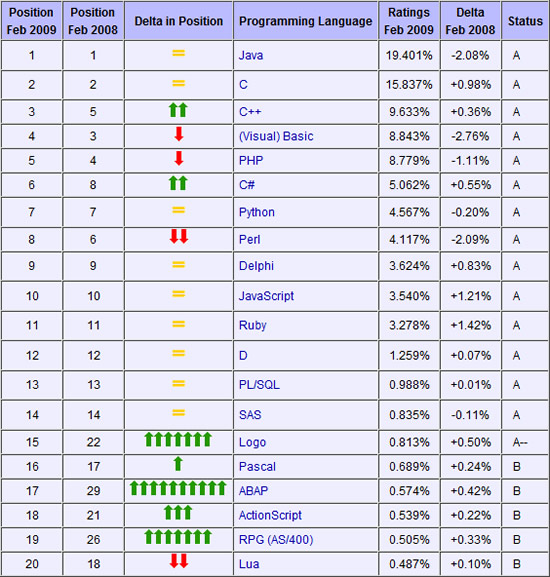 Position Feb 2009 Position Feb 2008 Delta in Position Programming Language Ratings Feb 2009 Delta Feb 2008 Status
1 1 Java 19.401% -2.08% A
2 2 C 15.837% +0.98% A
3 5 C++ 9.633% +0.36% A
4 3 (Visual) Basic 8.843% -2.76% A
5 4 PHP 8.779% -1.11% A
6 8 C# 5.062% +0.55% A
7 7 Python 4.567% -0.20% A
8 6 Perl 4.117% -2.09% A
9 9 Delphi 3.624% +0.83% A
10 10 JavaScript 3.540% +1.21% A
11 11 Ruby 3.278% +1.42% A
12 12 D 1.259% +0.07% A
13 13 PL/SQL 0.988% +0.01% A
14 14 SAS 0.835% -0.11% A
15 22 Logo 0.813% +0.50% A--
16 17 Pascal 0.689% +0.24% B
17 29 ABAP 0.574% +0.42% B
18 21 ActionScript 0.539% +0.22% B
19 26 RPG (AS/400) 0.505% +0.33% B
20 18 Lua 0.487% +0.10% B